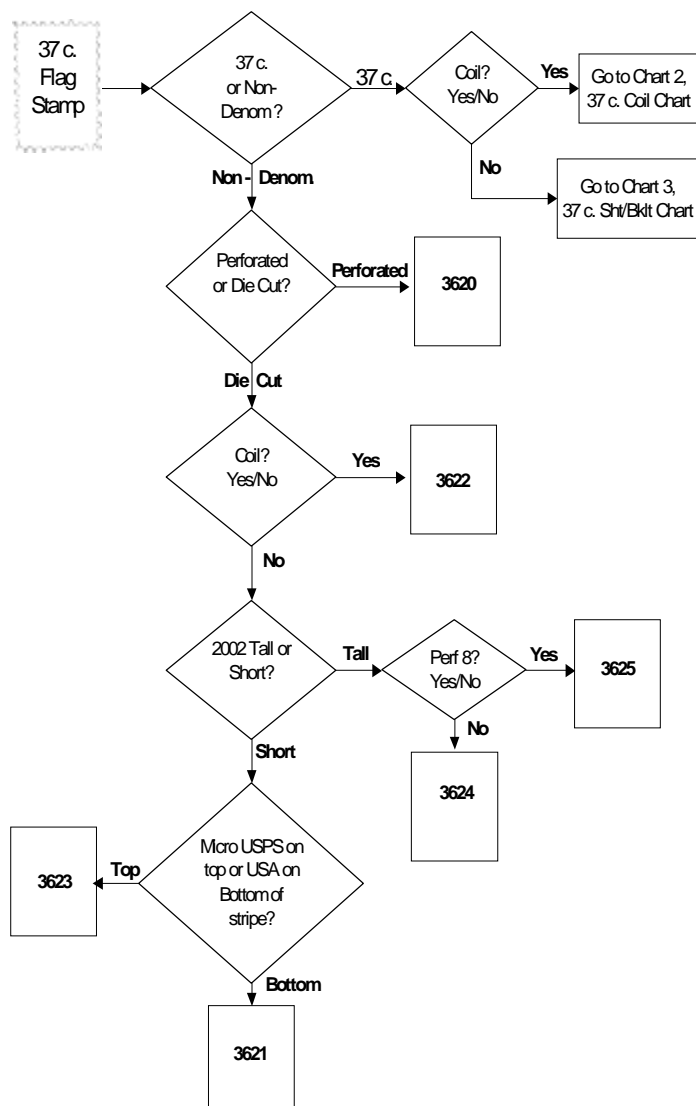 37 c.
Flag
Stamp
37 c.
or Non-
Denom ?
37 c.
Coil?
Yes/No
Yes
Go to Chart 2,
37 c. Coil Chart
No
Go to Chart 3,
37 c. Sht/Bklt Chart
Non - Denom.
Perforated
or Die Cut?
Perforated
3620
Die Cut
Coil?
Yes/No
Yes
3622
No
2002 Tall or
Short?
Tall
Perf 8?
Yes/No
Yes
3625
No
3624
Short
Micro USPS on
top or USA on
Bottom of
stripe?
Top
3623
Bottom
3621